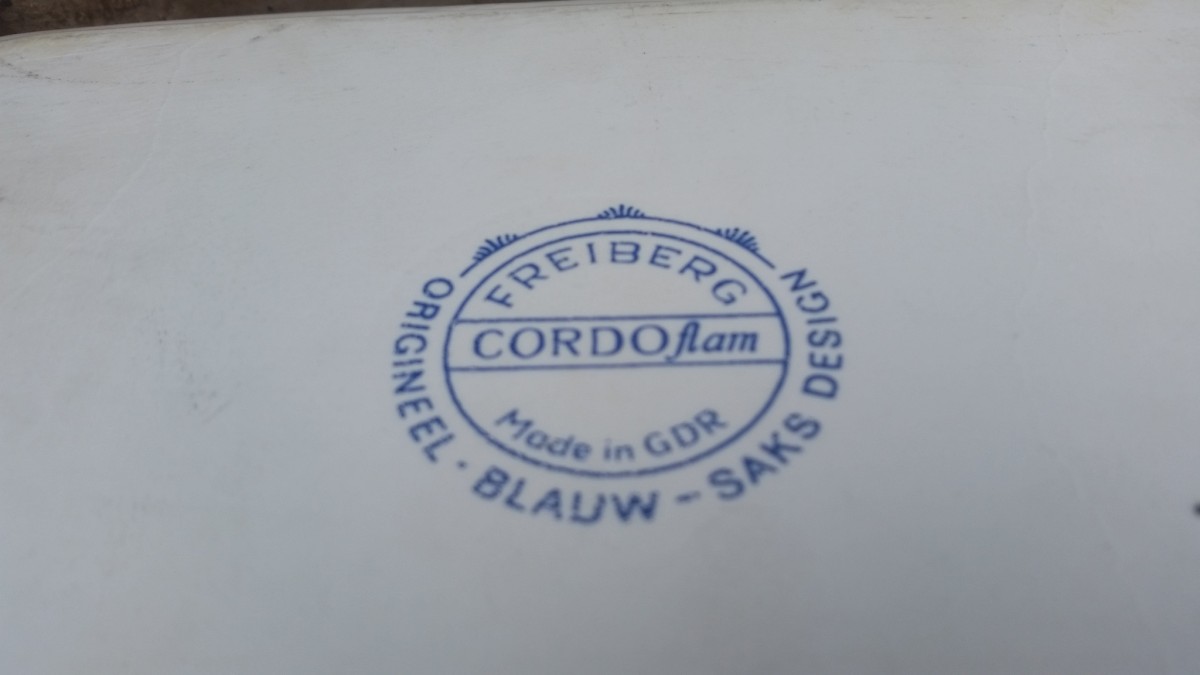 FREIBERG
CORDOflam
Made in GDR
ORIGINEEL · BLAUW - SAKS DESIGN